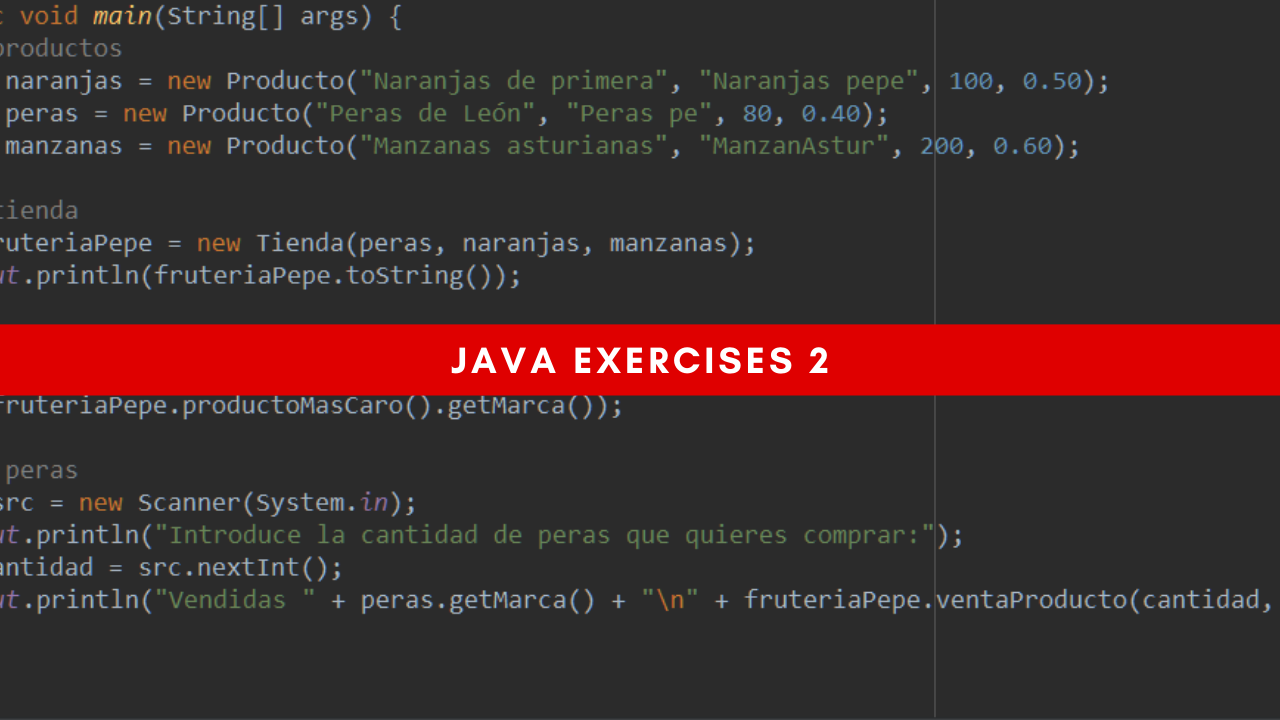 void main(String[] args) {
productos
naranjas = new Producto("Naranjas de primera", "Naranjas pepe", 100, 0.50);
peras = new Producto("Peras de León", "Peras pe", 80, 0.40);
manzanas = new Producto("Manzanas asturianas", "ManzanAstur", 200, 0.60);
tienda
ruteriaPepe = new Tienda(peras, naranjas, manzanas);
ut.println(fruteriaPepe.toString());
JAVA EXERCISES 2
fruteriaPepe.productoMasCaro().getMarca());
peras
src = new Scanner(System.in);
ut.println("Introduce la cantidad de peras que quieres comprar:");
antidad = src.nextInt();
ut.println("Vendidas " + peras.getMarca() + "\n" + fruteriaPepe.ventaProducto(cantidad,